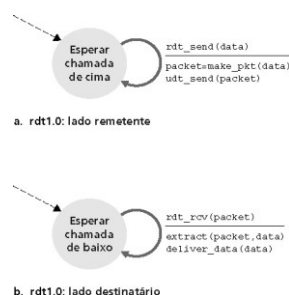 Esperar
chamada
de cima
rdt_send(data)
packet=make_pkt(data)
udt_send(packet)
a. rdt1.0: lado remetente
Esperar
chamada
de baixo
rdt_rcv(packet)
extract(packet,data)
deliver_data(data)
b. rdt1.0: lado destinatário